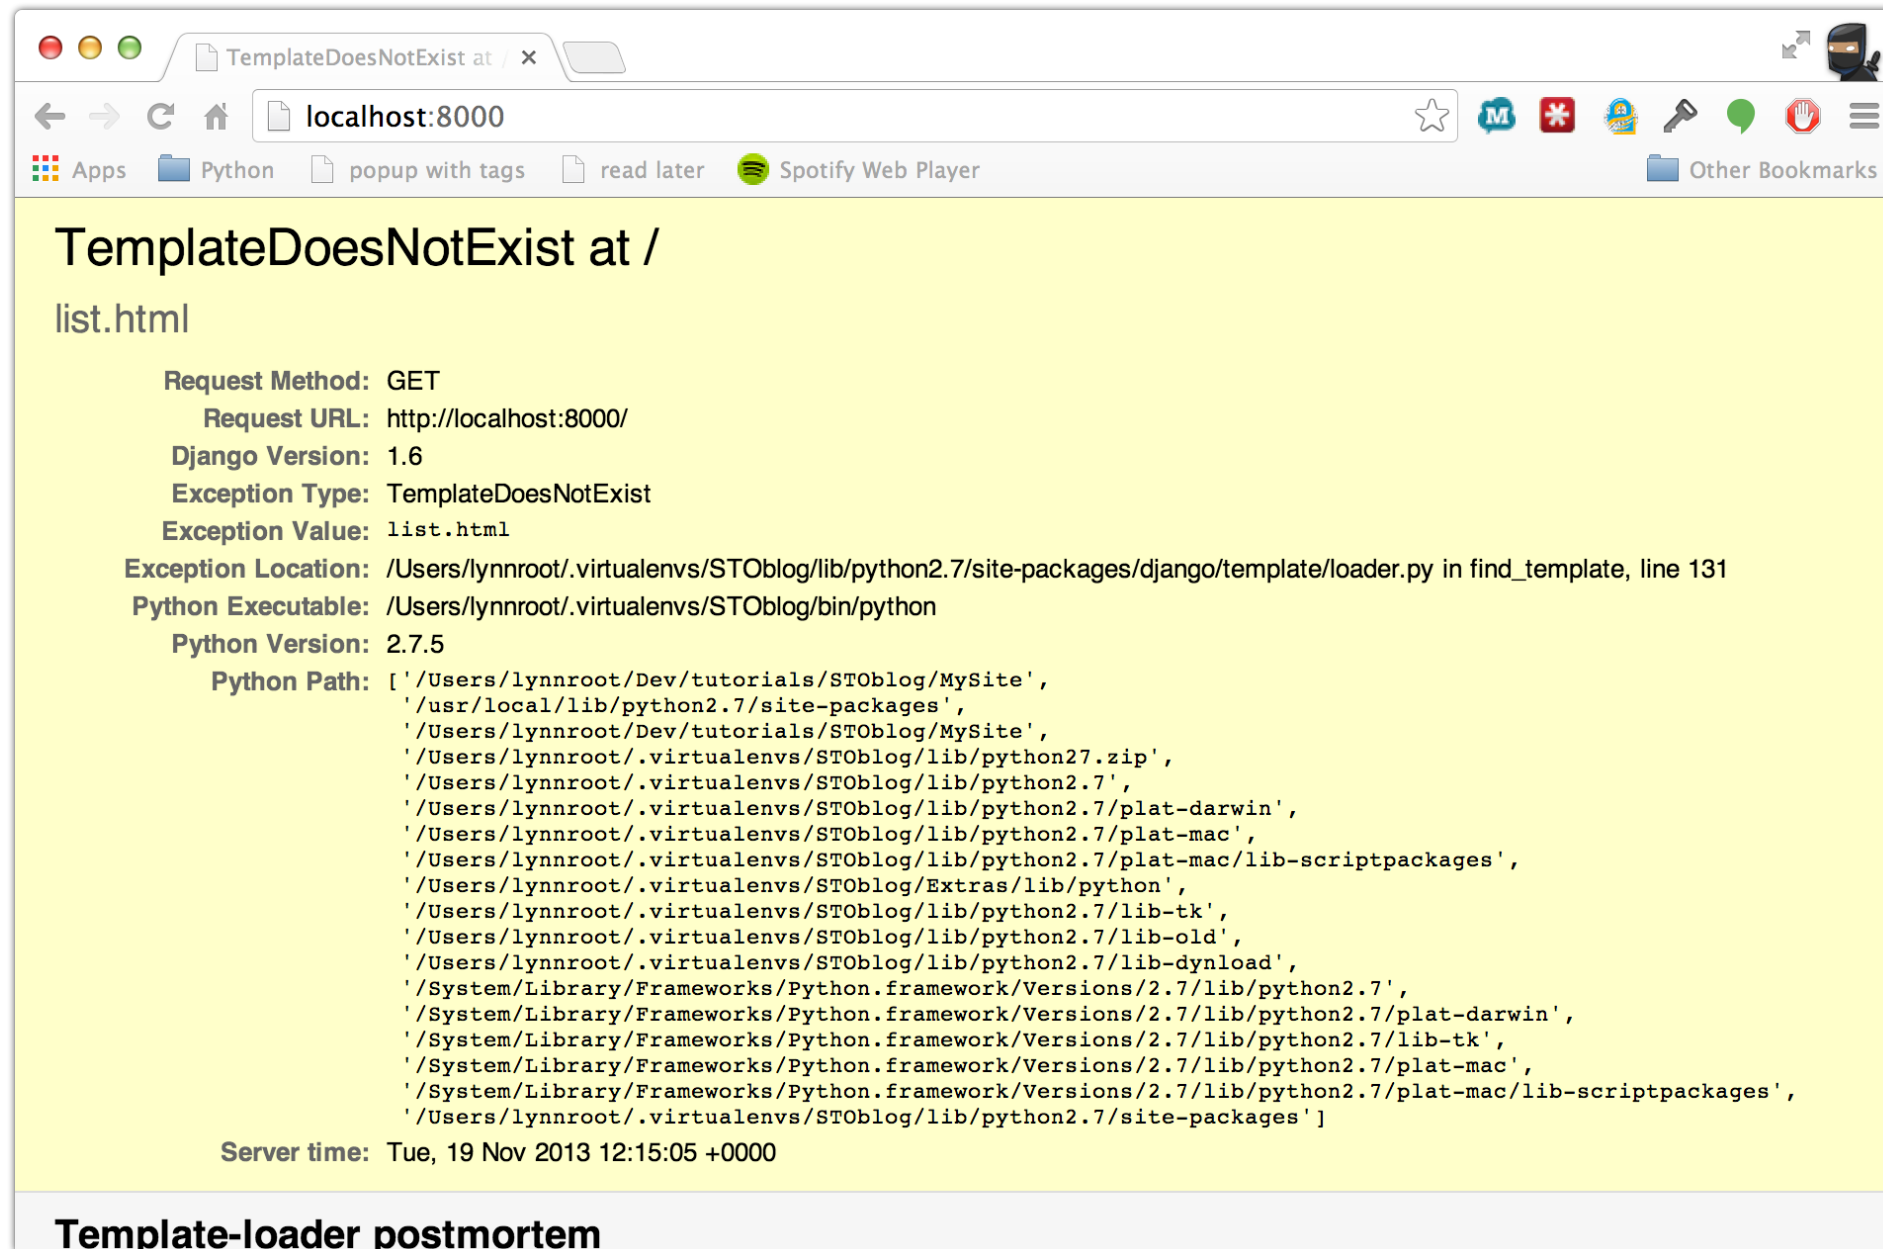 TemplateDoesNotExist at /
localhost:8000
Apps Python popup with tags read later Spotify Web Player Other Bookmarks
TemplateDoesNotExist at /
list.html
Request Method: GET
Request URL: http://localhost:8000/
Django Version: 1.6
Exception Type: TemplateDoesNotExist
Exception Value: list.html
Exception Location: /Users/lynnroot/.virtualenvs/STOblog/lib/python2.7/site-packages/django/template/loader.py in find_template, line 131
Python Executable: /Users/lynnroot/.virtualenvs/STOblog/bin/python
Python Version: 2.7.5
Python Path: ['/Users/lynnroot/Dev/tutorials/STOblog/MySite',
'/usr/local/lib/python2.7/site-packages',
'/Users/lynnroot/Dev/tutorials/STOblog/MySite',
'/Users/lynnroot/.virtualenvs/STOblog/lib/python27.zip',
'/Users/lynnroot/.virtualenvs/STOblog/lib/python2.7',
'/Users/lynnroot/.virtualenvs/STOblog/lib/python2.7/plat-darwin',
'/Users/lynnroot/.virtualenvs/STOblog/lib/python2.7/plat-mac',
'/Users/lynnroot/.virtualenvs/STOblog/lib/python2.7/plat-mac/lib-scriptpackages',
'/Users/lynnroot/.virtualenvs/STOblog/Extras/lib/python',
'/Users/lynnroot/.virtualenvs/STOblog/lib/python2.7/lib-tk',
'/Users/lynnroot/.virtualenvs/STOblog/lib/python2.7/lib-old',
'/Users/lynnroot/.virtualenvs/STOblog/lib/python2.7/lib-dynload',
'/System/Library/Frameworks/Python.framework/Versions/2.7/lib/python2.7',
'/System/Library/Frameworks/Python.framework/Versions/2.7/lib/python2.7/plat-darwin',
'/System/Library/Frameworks/Python.framework/Versions/2.7/lib/python2.7/lib-tk',
'/System/Library/Frameworks/Python.framework/Versions/2.7/lib/python2.7/plat-mac',
'/System/Library/Frameworks/Python.framework/Versions/2.7/lib/python2.7/plat-mac/lib-scriptpackages',
'/Users/lynnroot/.virtualenvs/STOblog/lib/python2.7/site-packages']
Server time: Tue, 19 Nov 2013 12:15:05 +0000
Template-loader postmortem